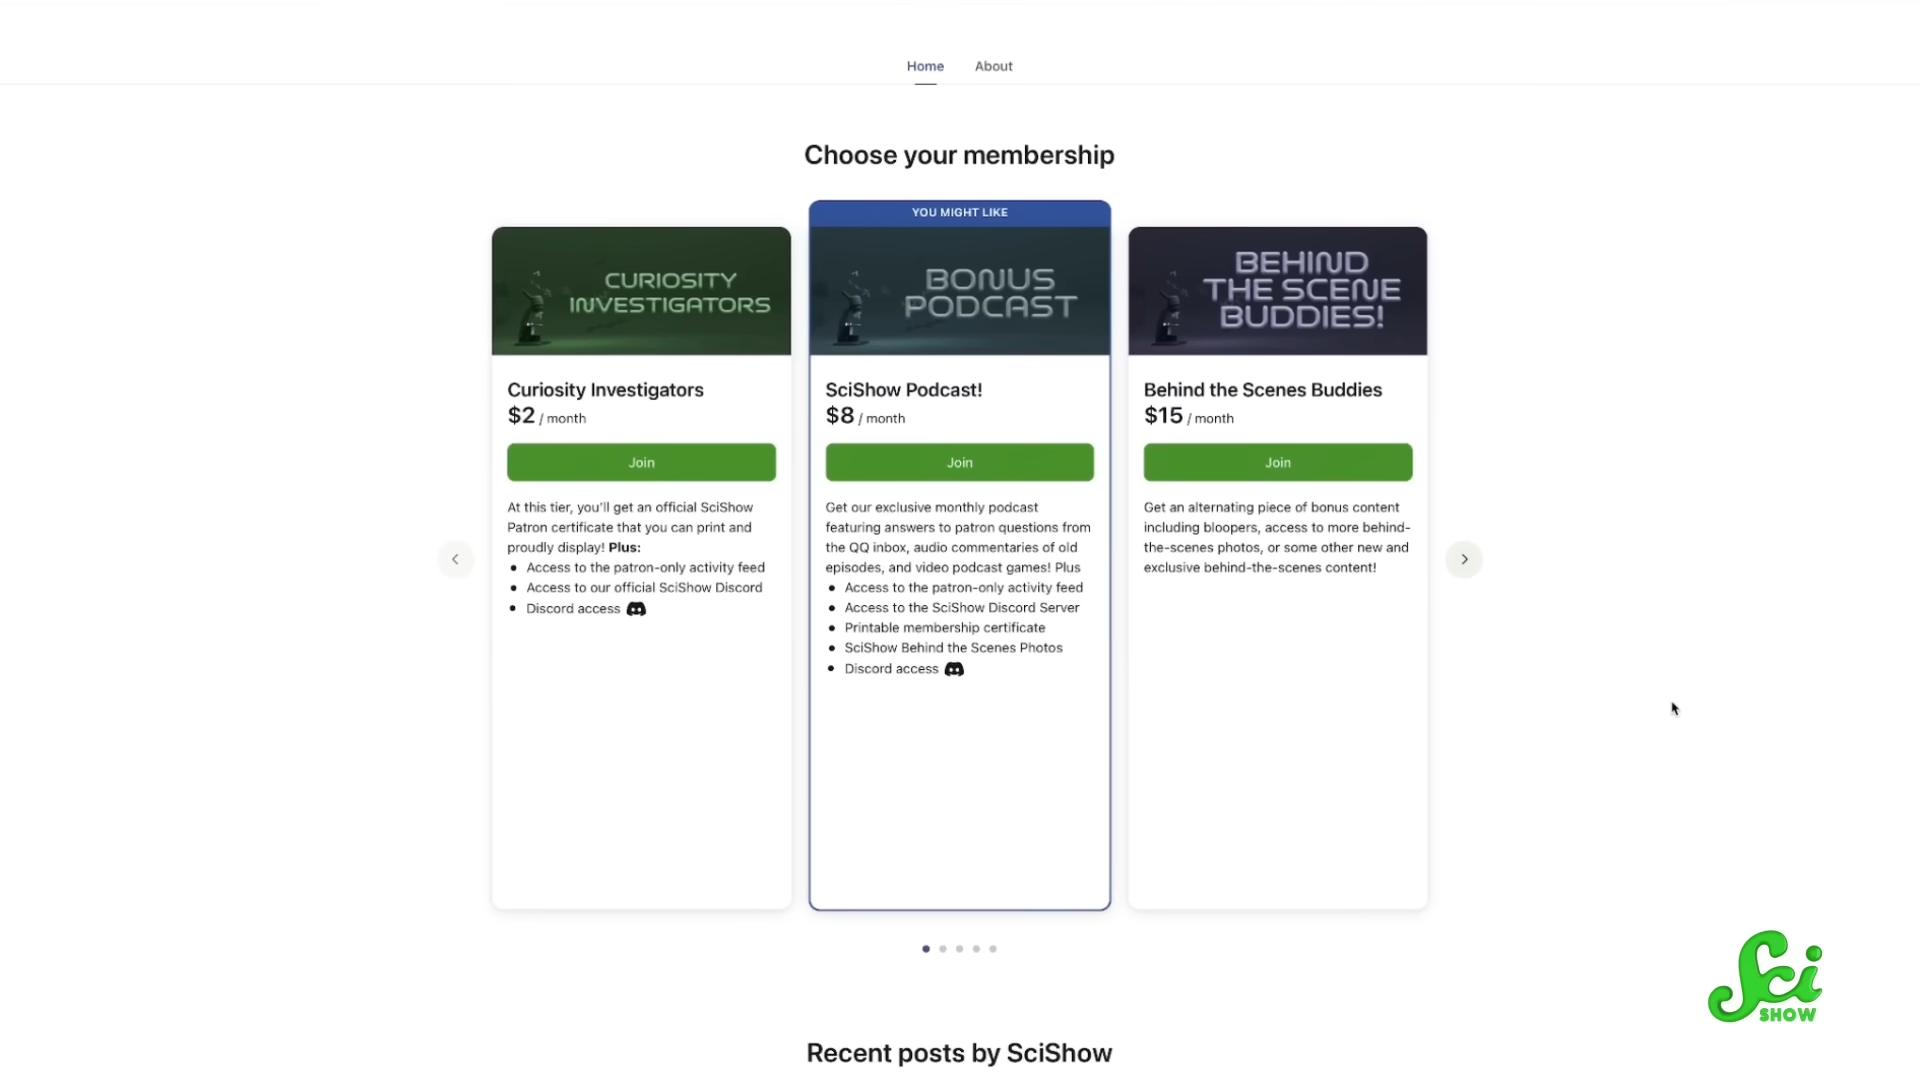 Home About
Choose your membership
YOU MIGHT LIKE
CURIOSITY
INVESTIGATORS
Curiosity Investigators
$2 / month
Join
At this tier, you'll get an official SciShow
Patron certificate that you can print and
proudly display! Plus:
• Access to the patron-only activity feed
• Access to our official SciShow Discord
• Discord access
BONUS
PODCAST
SciShow Podcast!
$8 / month
Join
Get our exclusive monthly podcast
featuring answers to patron questions from
the QQ inbox, audio commentaries of old
episodes, and video podcast games! Plus
• Access to the patron-only activity feed
• Access to the SciShow Discord Server
• Printable membership certificate
• SciShow Behind the Scenes Photos
• Discord access
BEHIND
THE SCENE
BUDDIES!
Behind the Scenes Buddies
$15 / month
Join
Get an alternating piece of bonus content
including bloopers, access to more behind-
the-scenes photos, or some other new and
exclusive behind-the-scenes content!
Sci
SHOW
Recent posts by SciShow